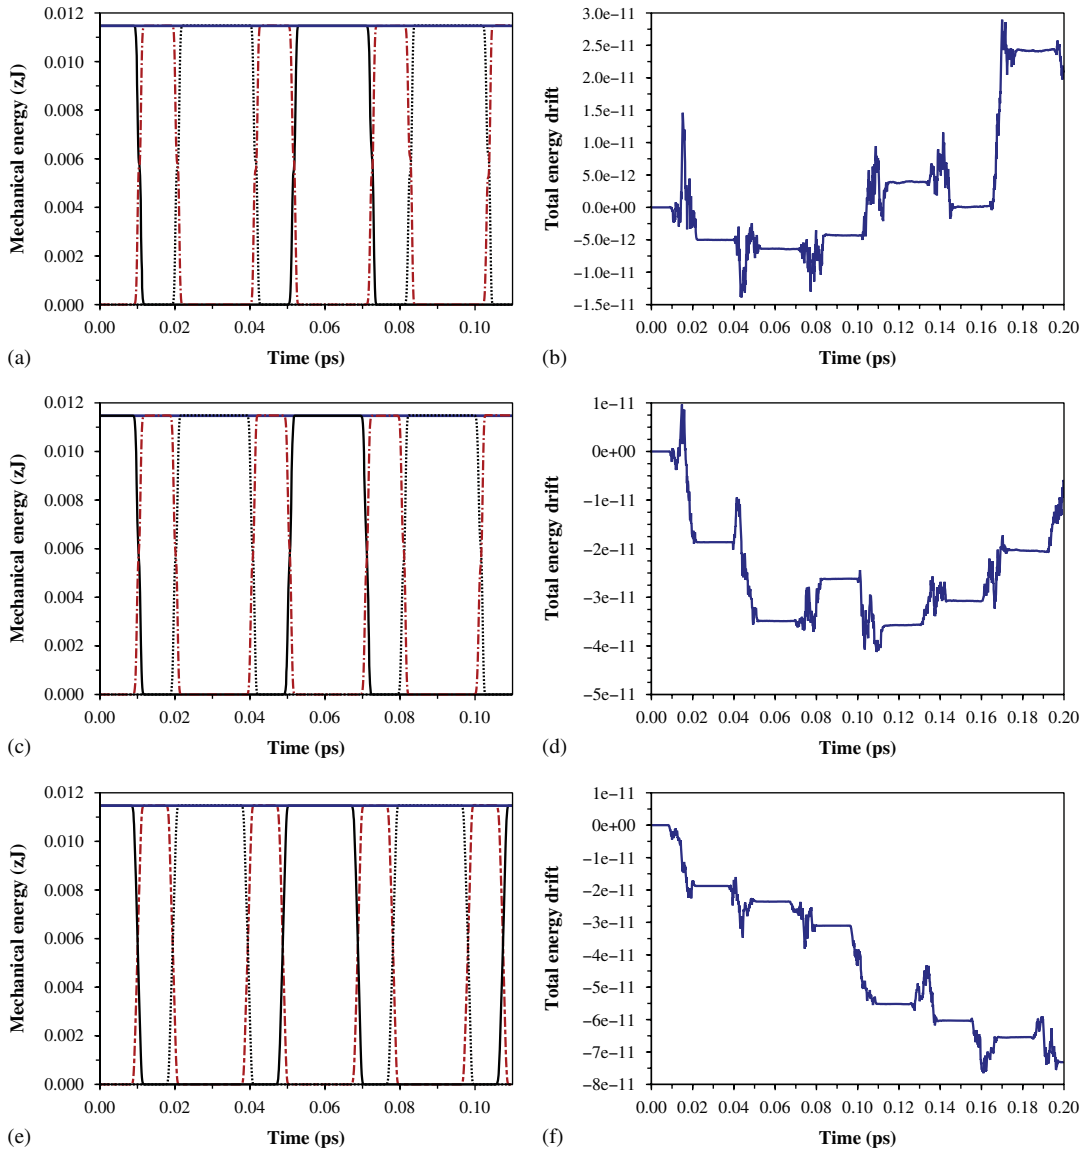 0.012
0.010
0.008
0.006
0.004
0.002
0.000
Mechanical energy (zJ)
0.00 0.02 0.04 0.06 0.08 0.10
Time (ps)
(a)
3.0e−11
2.5e−11
2.0e−11
1.5e−11
1.0e−11
5.0e−12
0.0e+00
−5.0e−12
−1.0e−11
−1.5e−11
Total energy drift
0.00 0.02 0.04 0.06 0.08 0.10 0.12 0.14 0.16 0.18 0.20
Time (ps)
(b)
0.012
0.010
0.008
0.006
0.004
0.002
0.000
Mechanical energy (zJ)
0.00 0.02 0.04 0.06 0.08 0.10
Time (ps)
(c)
1e−11
0e+00
−1e−11
−2e−11
−3e−11
−4e−11
−5e−11
Total energy drift
0.00 0.02 0.04 0.06 0.08 0.10 0.12 0.14 0.16 0.18 0.20
Time (ps)
(d)
0.012
0.010
0.008
0.006
0.004
0.002
0.000
Mechanical energy (zJ)
0.00 0.02 0.04 0.06 0.08 0.10
Time (ps)
(e)
1e−11
0e+00
−1e−11
−2e−11
−3e−11
−4e−11
−5e−11
−6e−11
−7e−11
−8e−11
Total energy drift
0.00 0.02 0.04 0.06 0.08 0.10 0.12 0.14 0.16 0.18 0.20
Time (ps)
(f)